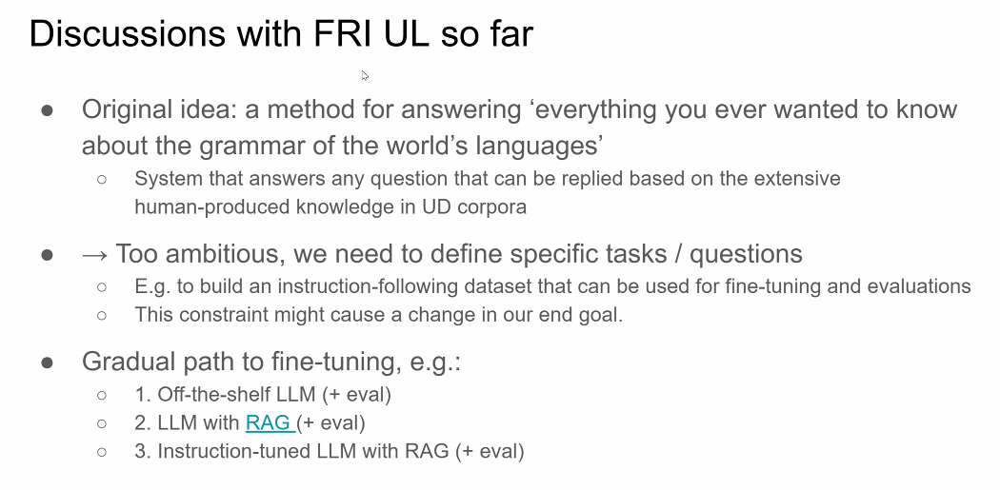 Discussions with FRI UL so far
● Original idea: a method for answering ‘everything you ever wanted to know
about the grammar of the world’s languages’
○ System that answers any question that can be replied based on the extensive
human-produced knowledge in UD corpora
● → Too ambitious, we need to define specific tasks / questions
○ E.g. to build an instruction-following dataset that can be used for fine-tuning and evaluations
○ This constraint might cause a change in our end goal.
● Gradual path to fine-tuning, e.g.:
○ 1. Off-the-shelf LLM (+ eval)
○ 2. LLM with RAG (+ eval)
○ 3. Instruction-tuned LLM with RAG (+ eval)